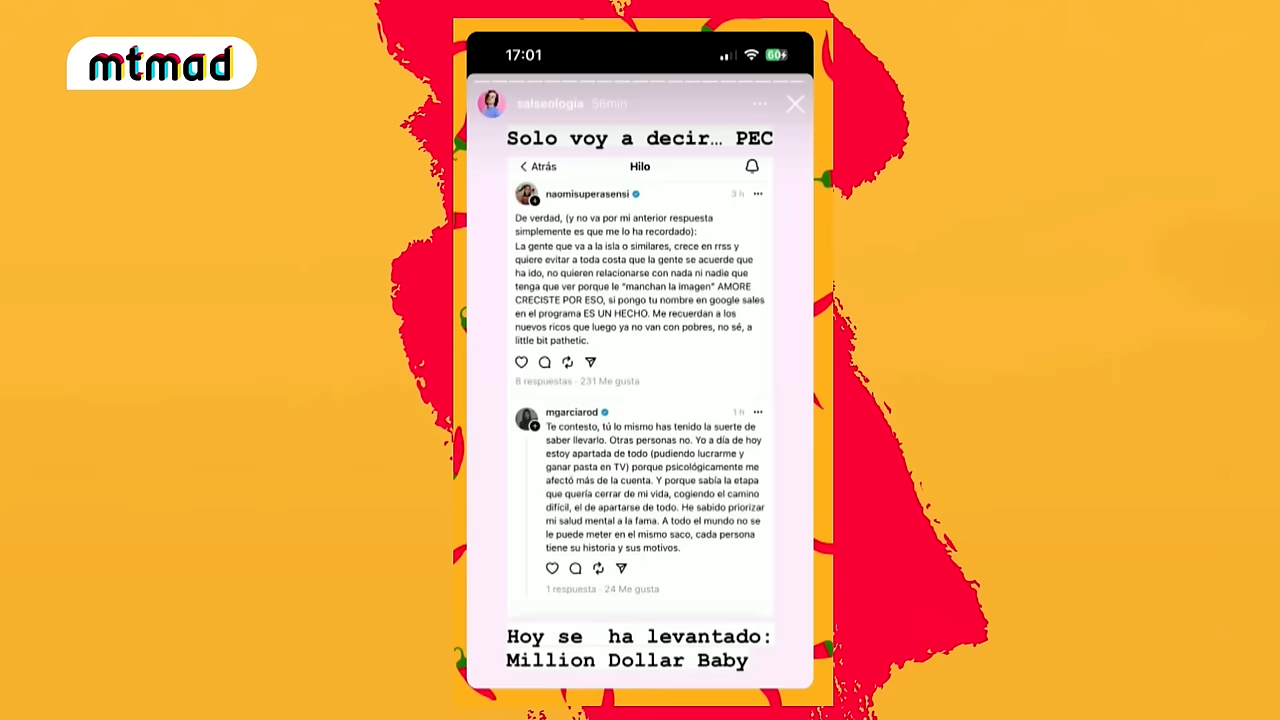 mtmad
17:01
60
salseologia 56min
Solo voy a decir… PEC
Atrás
Hilo
naomisuperasensi
3 h
De verdad, (y no va por mi anterior respuesta
simplemente es que me lo ha recordado):
La gente que va a la isla o similares, crece en rrss y
quiere evitar a toda costa que la gente se acuerde que
ha ido, no quieren relacionarse con nada ni nadie que
tenga que ver porque le “manchan la imagen” AMORE
CRECISTE POR ESO, si pongo tu nombre en google sales
en el programa ES UN HECHO. Me recuerdan a los
nuevos ricos que luego ya no van con pobres, no sé, a
little bit pathetic.
8 respuestas · 231 Me gusta
mgarciarod
1 h
Te contesto, tú lo mismo has tenido la suerte de
saber llevarlo. Otras personas no. Yo a día de hoy
estoy apartada de todo (pudiendo lucrarme y
ganar pasta en TV) porque psicológicamente me
afectó más de la cuenta. Y porque sabía la etapa
que quería cerrar de mi vida, cogiendo el camino
difícil, el de apartarse de todo. He sabido priorizar
mi salud mental a la fama. A todo el mundo no se
le puede meter en el mismo saco, cada persona
tiene su historia y sus motivos.
1 respuesta · 24 Me gusta
Hoy se ha levantado:
Million Dollar Baby